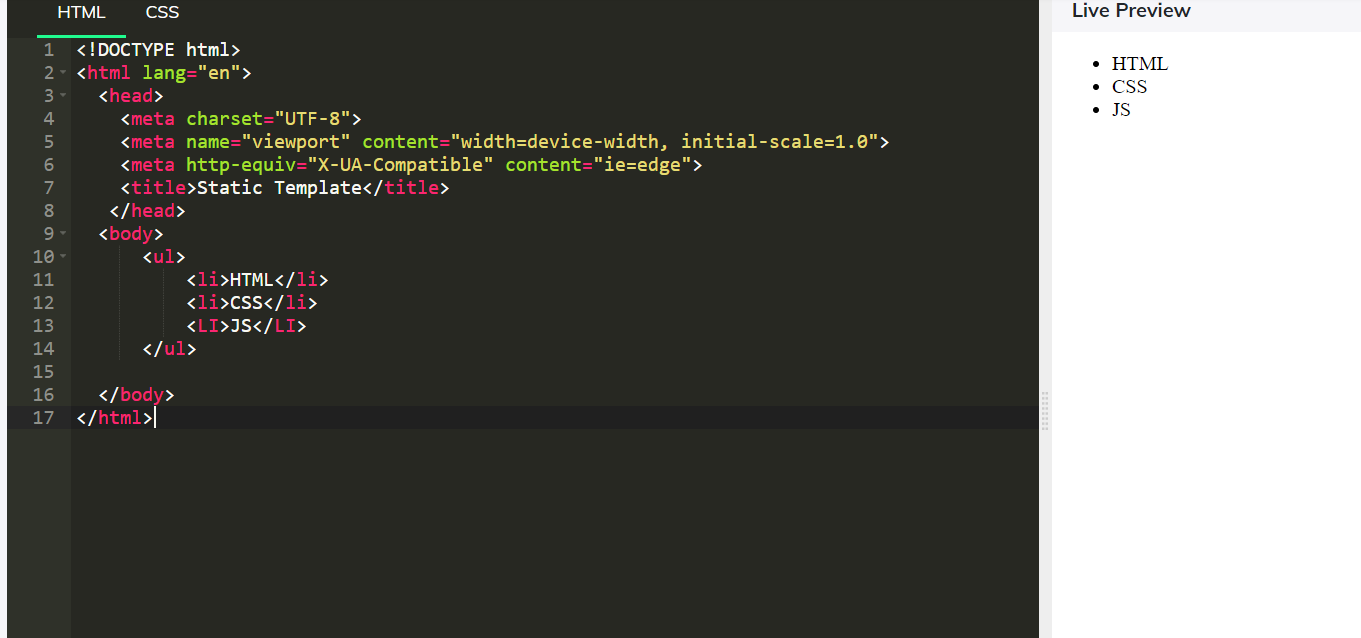 HTML CSS
Live Preview
1 <!DOCTYPE html>
2 <html lang="en">
3 <head>
4 <meta charset="UTF-8">
5 <meta name="viewport" content="width=device-width, initial-scale=1.0">
6 <meta http-equiv="X-UA-Compatible" content="ie=edge">
7 <title>Static Template</title>
8 </head>
9 <body>
10 <ul>
11 <li>HTML</li>
12 <li>CSS</li>
13 <LI>JS</LI>
14 </ul>
15
16 </body>
17 </html>
• HTML
• CSS
• JS